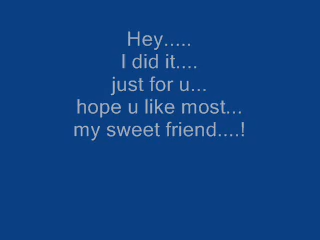 Hey.....
I did it....
just for u...
hope u like most...
my sweet friend....!